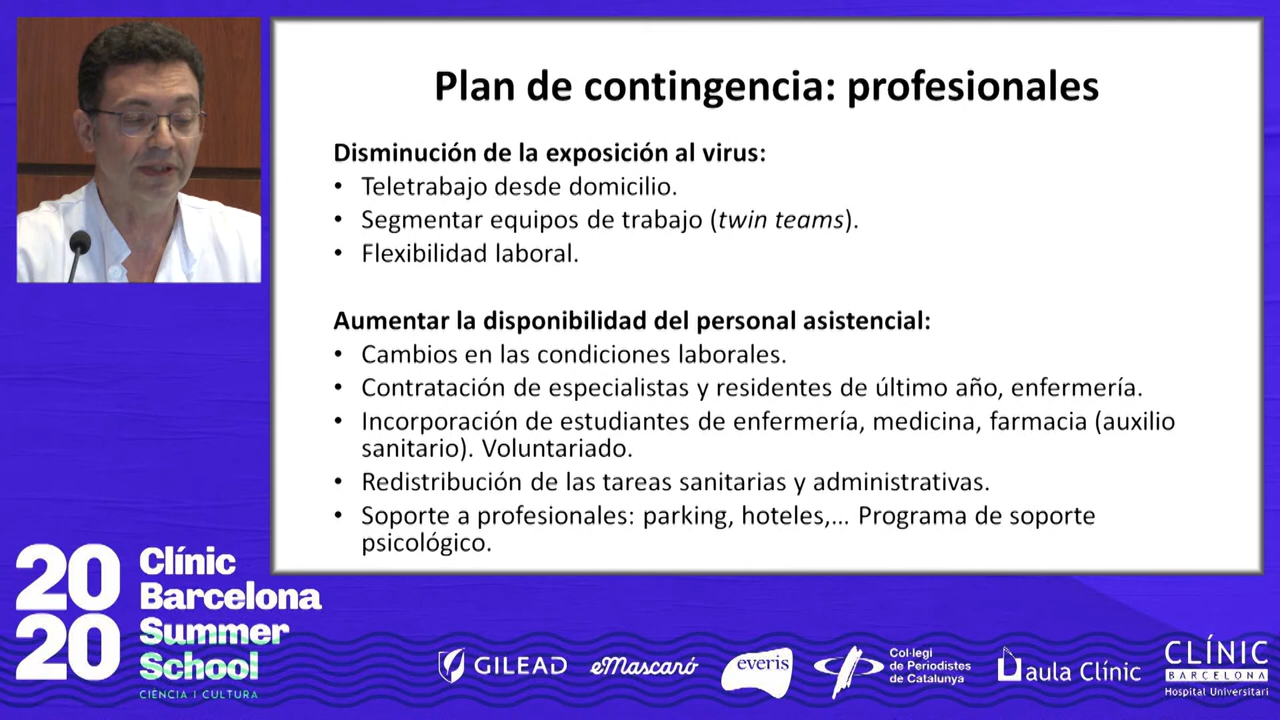 Plan de contingencia: profesionales
Disminución de la exposición al virus:
• Teletrabajo desde domicilio.
• Segmentar equipos de trabajo (twin teams).
• Flexibilidad laboral.
Aumentar la disponibilidad del personal asistencial:
• Cambios en las condiciones laborales.
• Contratación de especialistas y residentes de último año, enfermería.
• Incorporación de estudiantes de enfermería, medicina, farmacia (auxilio
sanitario). Voluntariado.
• Redistribución de las tareas sanitarias y administrativas.
• Soporte a profesionales: parking, hoteles,... Programa de soporte
psicológico.
20
20
Clínic
Barcelona
Summer
School
CIÈNCIA I CULTURA
GILEAD
eMascaró
everis
Col·legi
de Periodistes
de Catalunya
aula Clínic
CLÍNIC
BARCELONA
Hospital Universitari